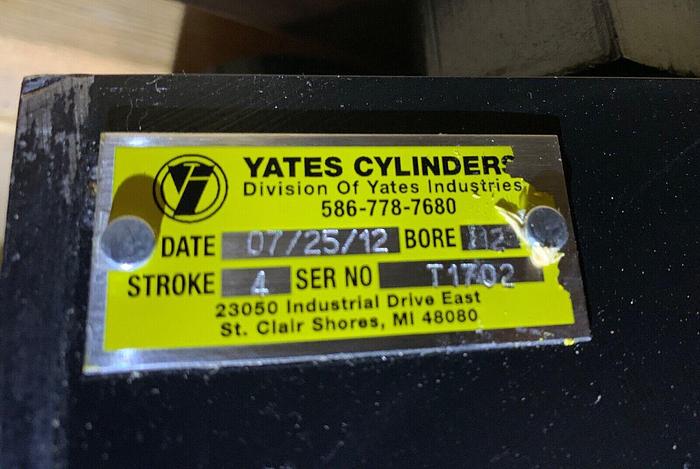 YATES CYLINDERS
Division Of Yates Industries
586-778-7680
DATE 07/25/12 BORE 12
STROKE 4 SER NO T1702
23050 Industrial Drive East
St. Clair Shores, MI 48080